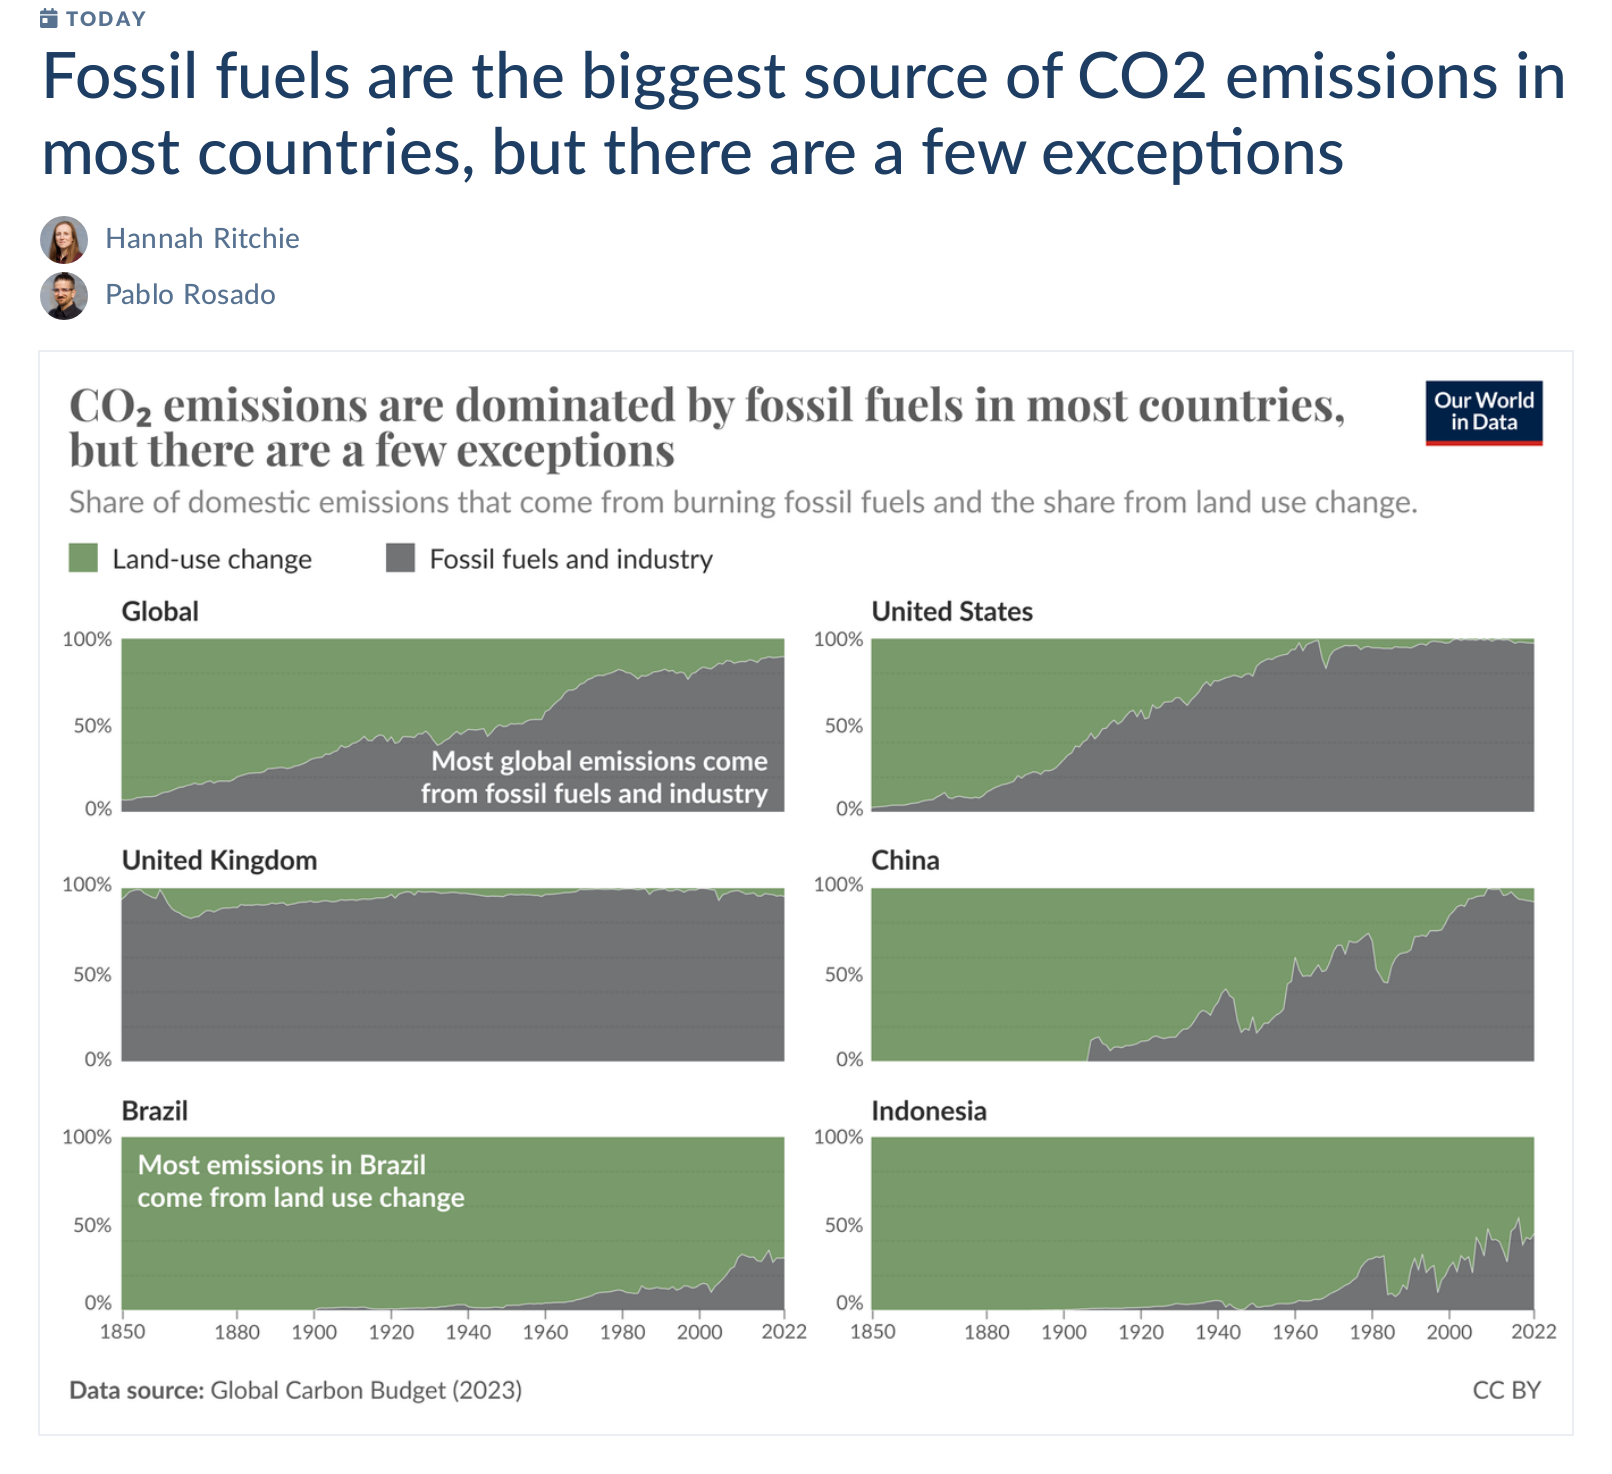 TODAY
Fossil fuels are the biggest source of CO2 emissions in
most countries, but there are a few exceptions
Hannah Ritchie
Pablo Rosado
CO₂ emissions are dominated by fossil fuels in most countries,
but there are a few exceptions
Our World
in Data
Share of domestic emissions that come from burning fossil fuels and the share from land use change.
Land-use change
Fossil fuels and industry
Global
100%
50%
0%
Most global emissions come
from fossil fuels and industry
United States
100%
50%
0%
United Kingdom
100%
50%
0%
China
100%
50%
0%
Brazil
100%
50%
0%
Most emissions in Brazil
come from land use change
1850 1880 1900 1920 1940 1960 1980 2000 2022
Indonesia
100%
50%
0%
1850 1880 1900 1920 1940 1960 1980 2000 2022
Data source: Global Carbon Budget (2023)
CC BY